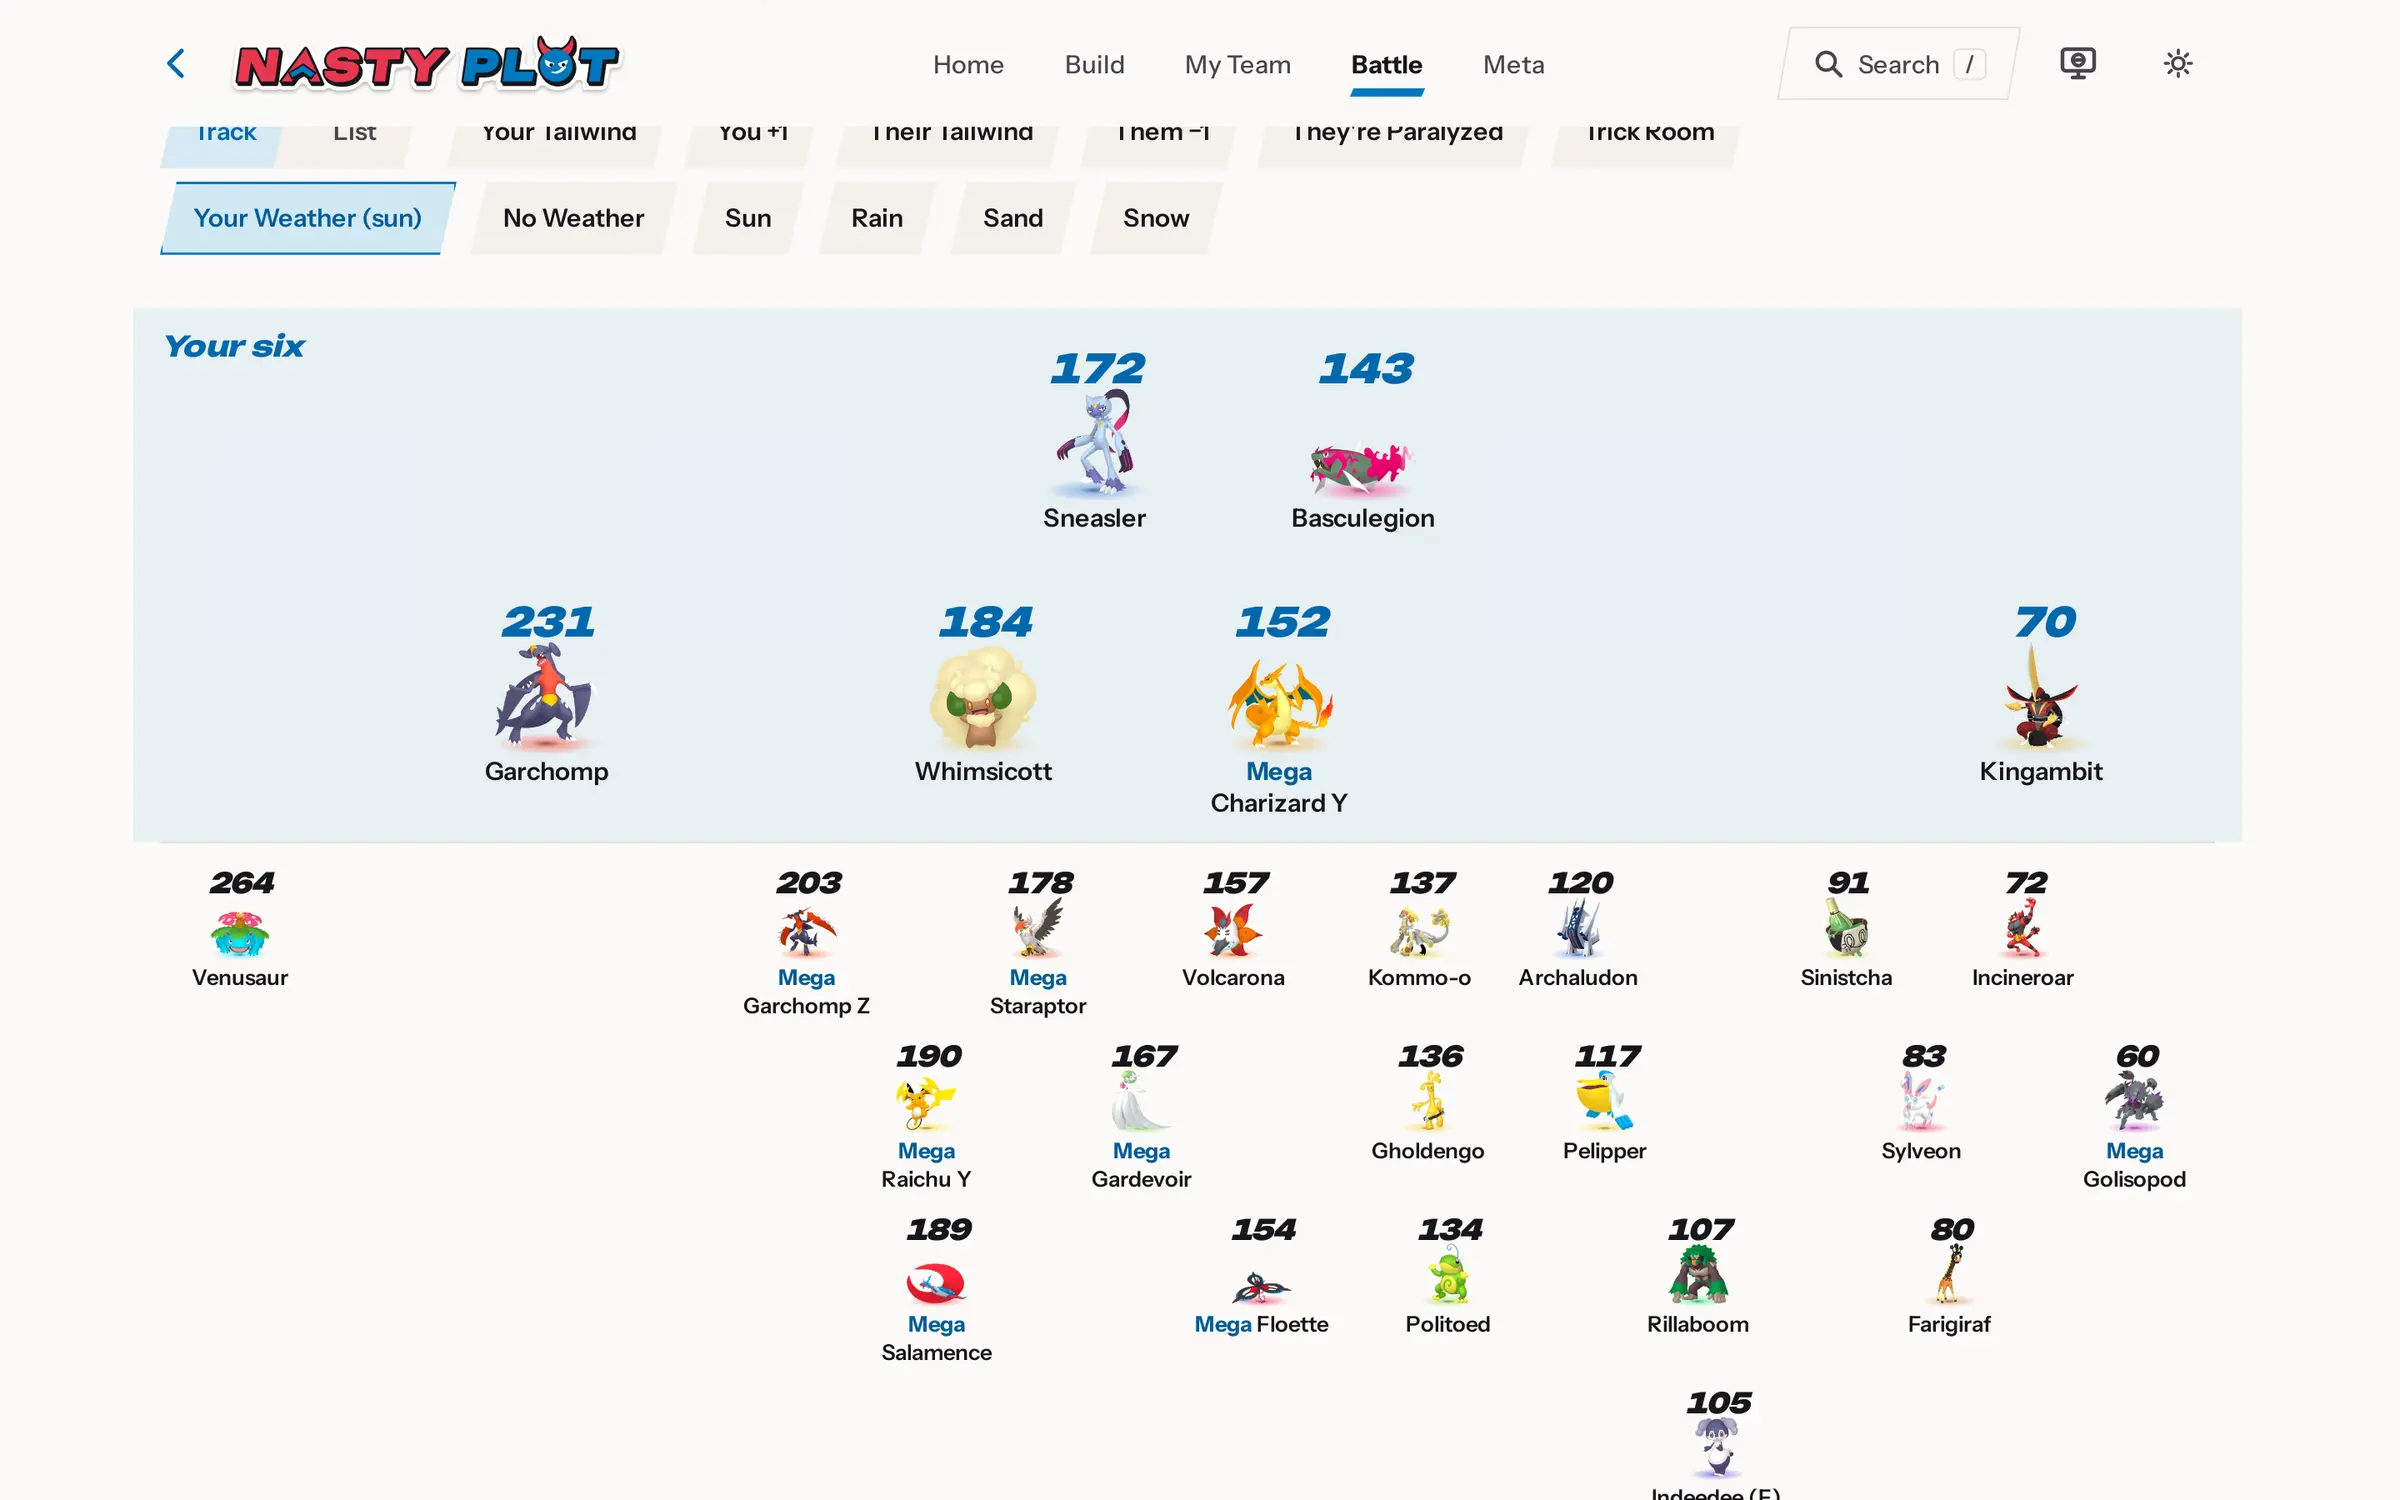 NASTY PLOT
Home Build My Team Battle Meta
Search /
Track List Your Tailwind You +1 Their Tailwind Them −1 They're Paralyzed Trick Room
Your Weather (sun) No Weather Sun Rain Sand Snow
Your six
172 143
Sneasler Basculegion
231 184 152 70
Garchomp Whimsicott Mega Charizard Y Kingambit
264 203 178 157 137 120 91 72
Venusaur Mega Garchomp Z Mega Staraptor Volcarona Kommo-o Archaludon Sinistcha Incineroar
190 167 136 117 83 60
Mega Raichu Y Mega Gardevoir Gholdengo Pelipper Sylveon Mega Golisopod
189 154 134 107 80
Mega Salamence Mega Floette Politoed Rillaboom Farigiraf
105
Indeedee (F)